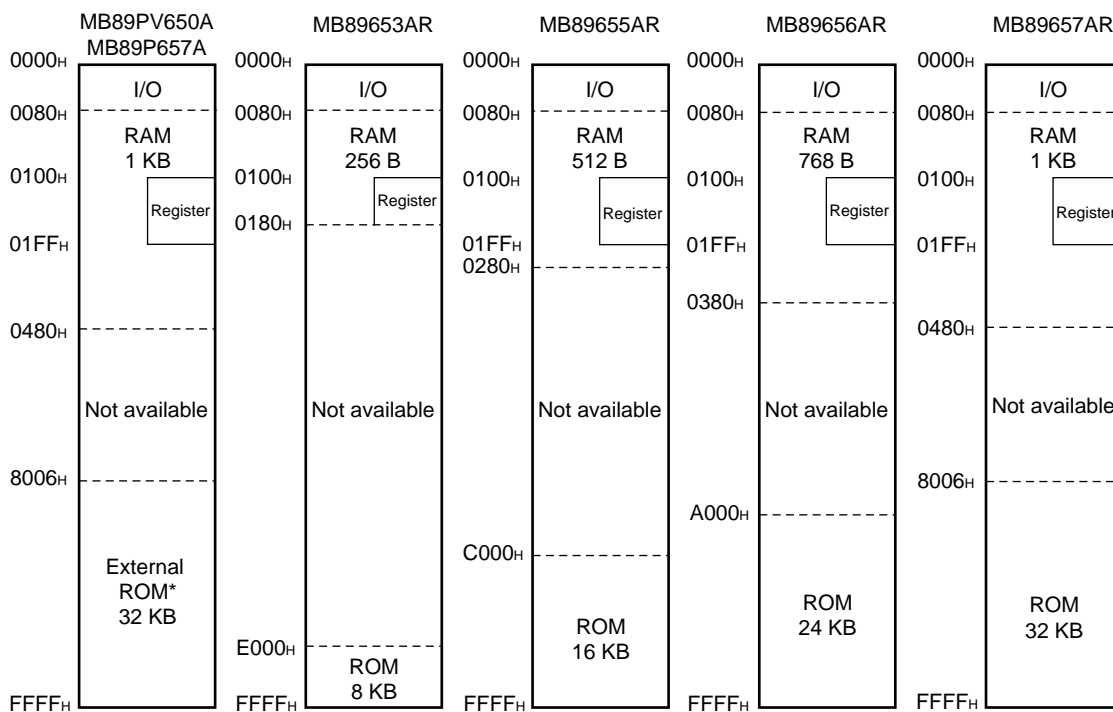 MB89PV650A
MB89P657A
0000H
I/O
0080H
RAM
1 KB
0100H
Register
01FFH
0480H
Not available
8006H
External
ROM*
32 KB
FFFFH
MB89653AR
0000H
I/O
0080H
RAM
256 B
0100H
Register
0180H
Not available
E000H
ROM
8 KB
FFFFH
MB89655AR
0000H
I/O
0080H
RAM
512 B
0100H
Register
01FFH
0280H
Not available
C000H
ROM
16 KB
FFFFH
MB89656AR
0000H
I/O
0080H
RAM
768 B
0100H
Register
01FFH
0380H
Not available
A000H
ROM
24 KB
FFFFH
MB89657AR
0000H
I/O
0080H
RAM
1 KB
0100H
Register
01FFH
0480H
Not available
8006H
ROM
32 KB
FFFFH